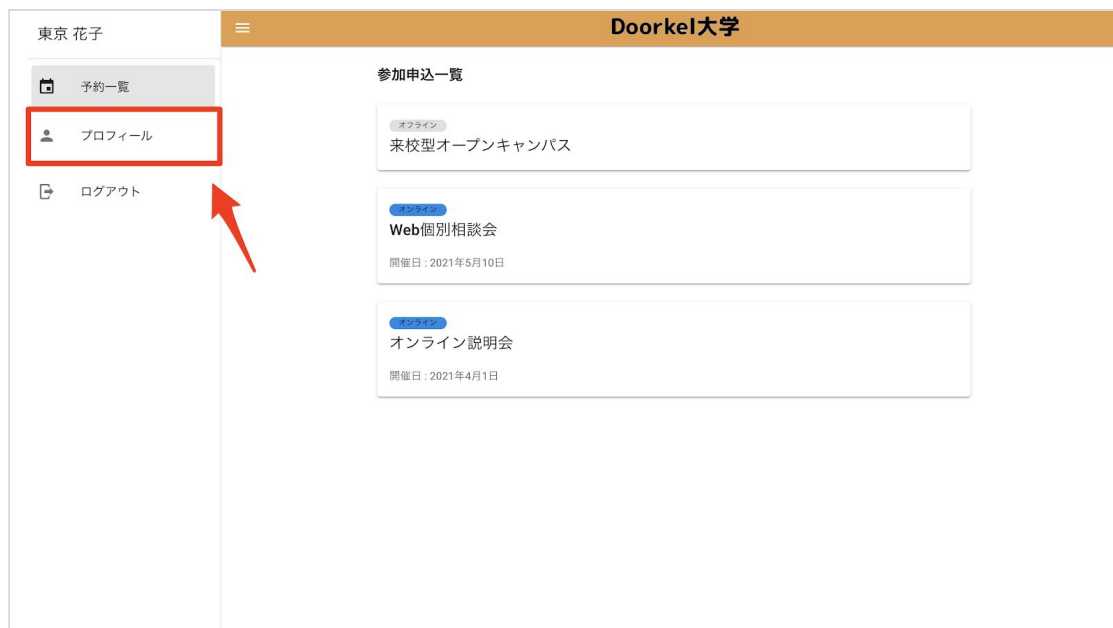 東京 花子
予約一覧
プロフィール
ログアウト
Doorkel大学
参加申込一覧
オフライン
来校型オープンキャンパス
オンライン
Web個別相談会
開催日 : 2021年5月10日
オンライン
オンライン説明会
開催日 : 2021年4月1日